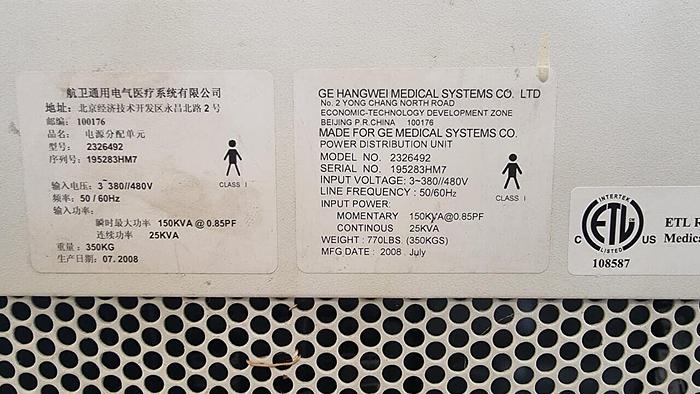 航卫通用电气医疗系统有限公司
地址: 北京经济技术开发区永昌北路2号
邮编: 100176
品名: 电源分配单元
型号: 2326492
序列号: 195283HM7
CLASS I
输入电压: 3~380//480V
频率: 50/60Hz
输入功率:
瞬时最大功率 150KVA@0.85PF
连续功率 25KVA
重量: 350KG
生产日期: 07.2008
GE HANGWEI MEDICAL SYSTEMS CO. LTD
No. 2 YONG CHANG NORTH ROAD
ECONOMIC-TECHNOLOGY DEVELOPMENT ZONE
BEIJING P.R.CHINA 100176
MADE FOR GE MEDICAL SYSTEMS CO.
POWER DISTRIBUTION UNIT
MODEL NO. 2326492
SERIAL NO. 195283HM7
INPUT VOLTAGE: 3~380//480V
LINE FREQUENCY: 50/60Hz
INPUT POWER:
MOMENTARY 150KVA@0.85PF
CONTINOUS 25KVA
WEIGHT: 770LBS. (350KGS)
MFG DATE: 2008 July
CLASS I
INTERTEK
ETL
LISTED
C US
108587
ETL R
Medic